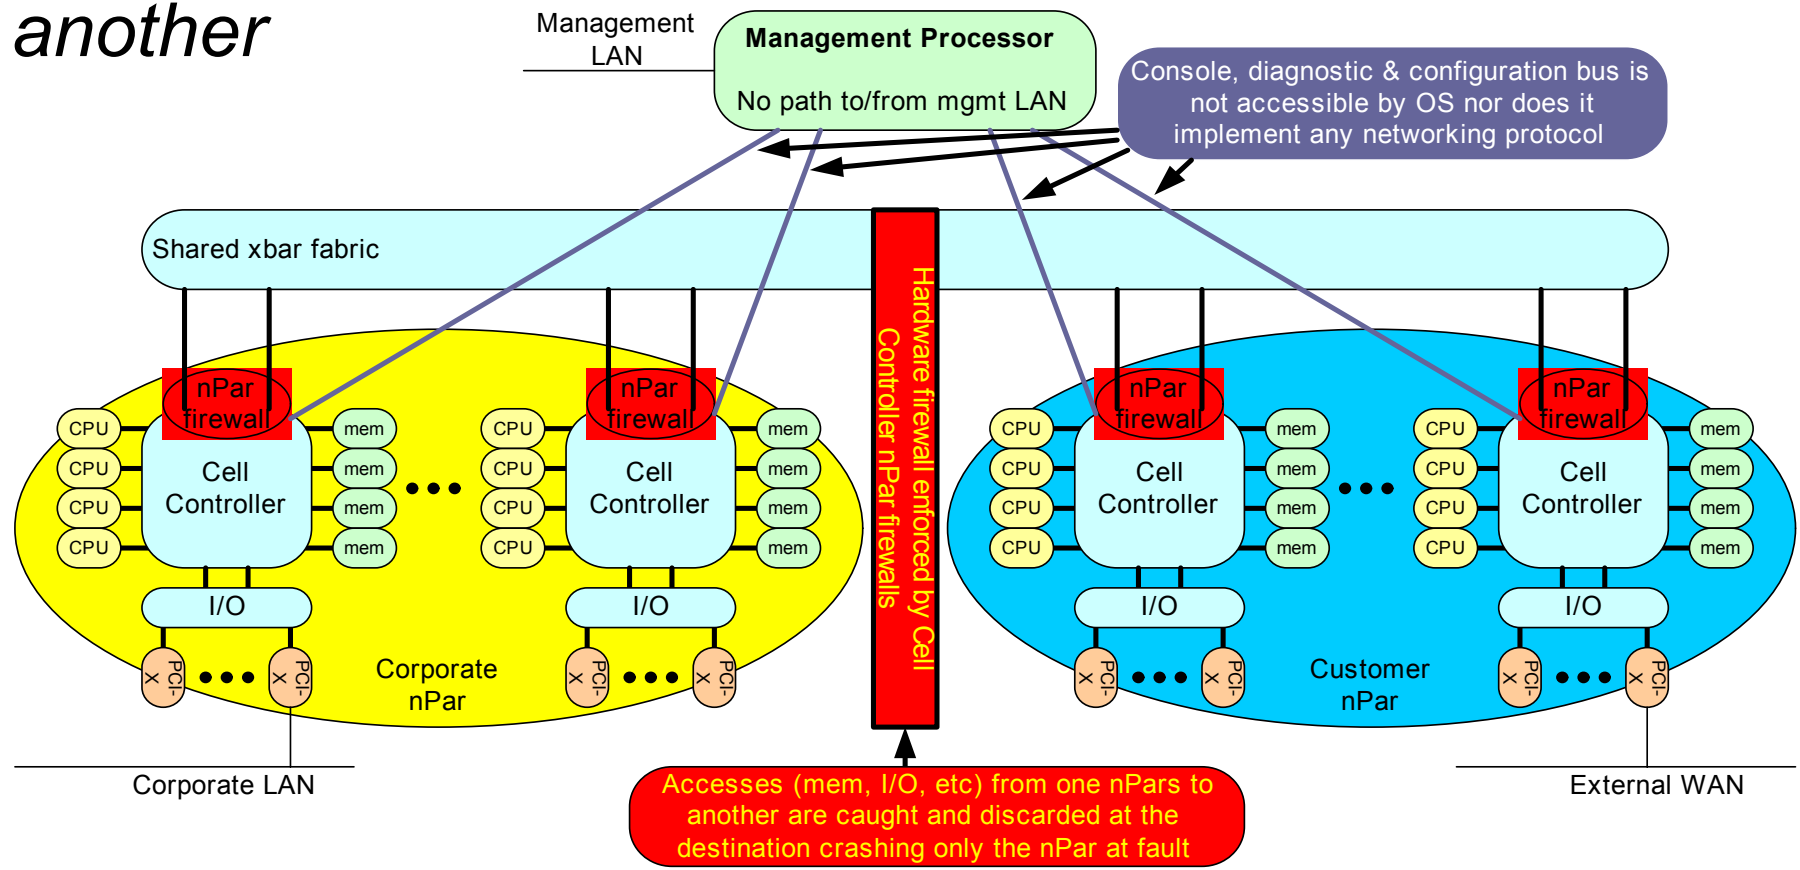 another
Management
LAN
Management Processor
No path to/from mgmt LAN
Console, diagnostic & configuration bus is
not accessible by OS nor does it
implement any networking protocol
Shared xbar fabric
Hardware firewall enforced by Cell
Controller nPar firewalls
nPar
firewall
nPar
firewall
nPar
firewall
nPar
firewall
CPU
CPU
CPU
CPU
Cell
Controller
mem
mem
mem
mem
CPU
CPU
CPU
CPU
Cell
Controller
mem
mem
mem
mem
CPU
CPU
CPU
CPU
Cell
Controller
mem
mem
mem
mem
CPU
CPU
CPU
CPU
Cell
Controller
mem
mem
mem
mem
I/O
I/O
I/O
I/O
PCI-
X
PCI-
X
Corporate
nPar
PCI-
X
PCI-
X
PCI-
X
PCI-
X
Customer
nPar
PCI-
X
PCI-
X
Corporate LAN
External WAN
Accesses (mem, I/O, etc) from one nPars to
another are caught and discarded at the
destination crashing only the nPar at fault